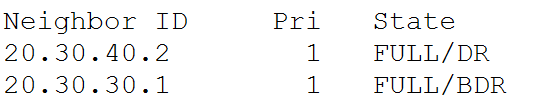 Neighbor ID Pri State
20.30.40.2 1 FULL/DR
20.30.30.1 1 FULL/BDR